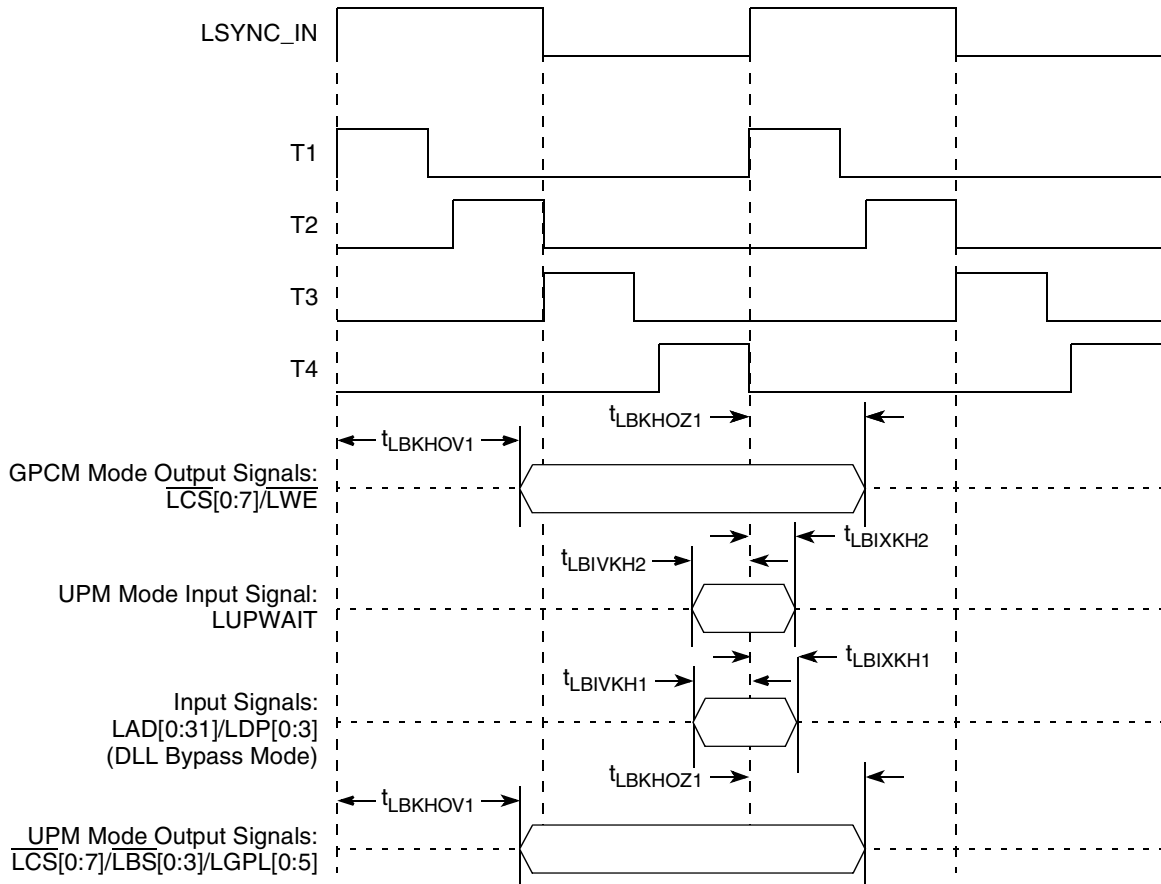 LSYNC_IN
T1
T2
T3
T4
tLBKHOZ1
tLBKHOV1
GPCM Mode Output Signals:
LCS[0:7]/LWE
tLBIXKH2
tLBIVKH2
UPM Mode Input Signal:
LUPWAIT
tLBIXKH1
tLBIVKH1
Input Signals:
LAD[0:31]/LDP[0:3]
(DLL Bypass Mode)
tLBKHOZ1
tLBKHOV1
UPM Mode Output Signals:
LCS[0:7]/LBS[0:3]/LGPL[0:5]